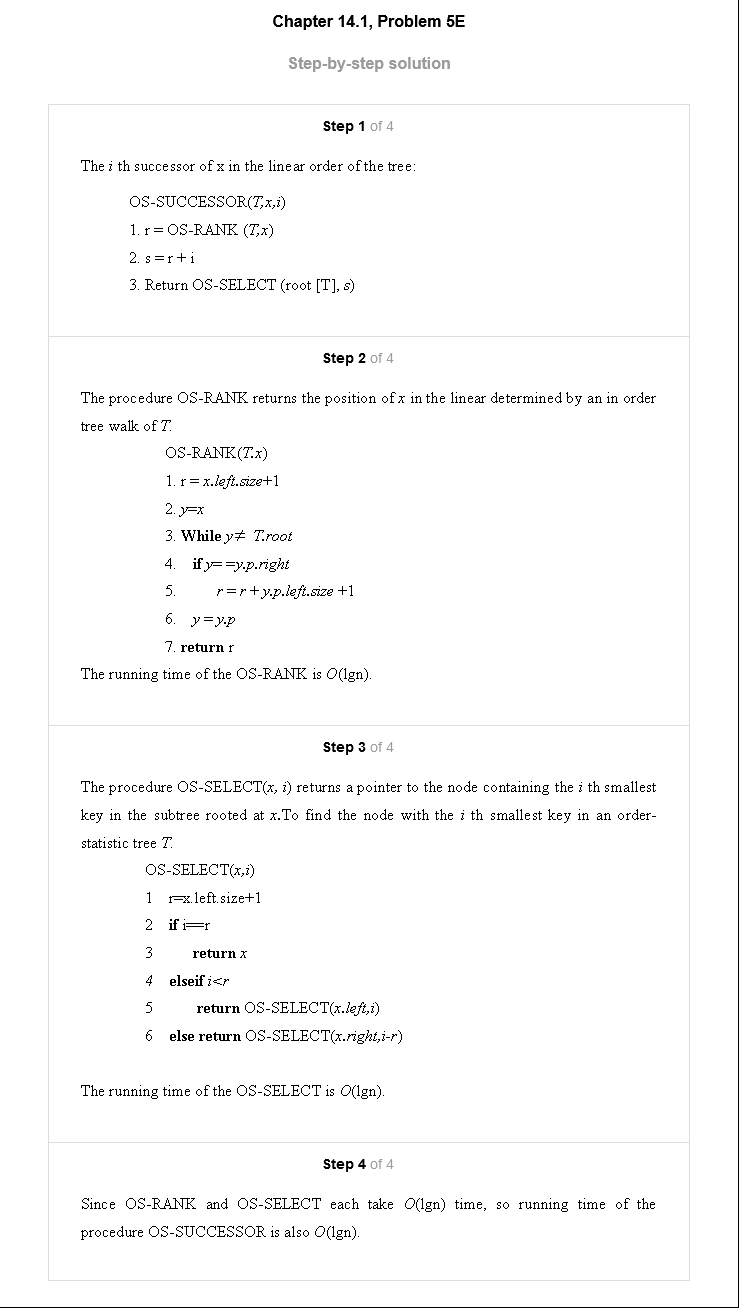 Chapter 14.1, Problem 5E
Step-by-step solution
Step 1 of 4
The i th successor of x in the linear order of the tree:
OS-SUCCESSOR(T,x,i)
1. r = OS-RANK (T,x)
2. s = r + i
3. Return OS-SELECT (root [T], s)
Step 2 of 4
The procedure OS-RANK returns the position of x in the linear determined by an in order
tree walk of T.
OS-RANK(T.x)
1. r = x.left.size+1
2. y=x
3. While y≠ T.root
4. if y= =y.p.right
5. r = r + y.p.left.size +1
6. y = y.p
7. return r
The running time of the OS-RANK is O(lgn).
Step 3 of 4
The procedure OS-SELECT(x, i) returns a pointer to the node containing the i th smallest
key in the subtree rooted at x.To find the node with the i th smallest key in an order-
statistic tree T.
OS-SELECT(x,i)
1 r=x.left.size+1
2 if i==r
3 return x
4 elseif i<r
5 return OS-SELECT(x.left,i)
6 else return OS-SELECT(x.right,i-r)
The running time of the OS-SELECT is O(lgn).
Step 4 of 4
Since OS-RANK and OS-SELECT each take O(lgn) time, so running time of the
procedure OS-SUCCESSOR is also O(lgn).